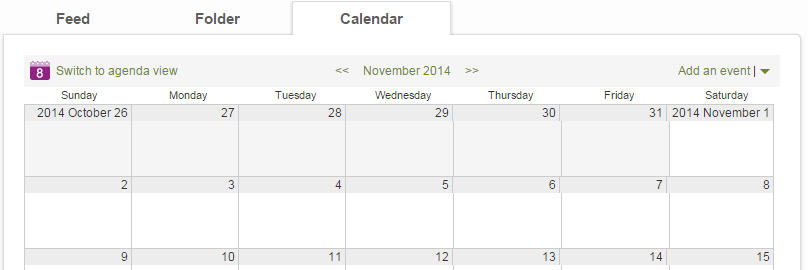 Feed Folder Calendar
8 Switch to agenda view << November 2014 >> Add an event |
Sunday Monday Tuesday Wednesday Thursday Friday Saturday
2014 October 26 27 28 29 30 31 2014 November 1
2 3 4 5 6 7 8
9 10 11 12 13 14 15